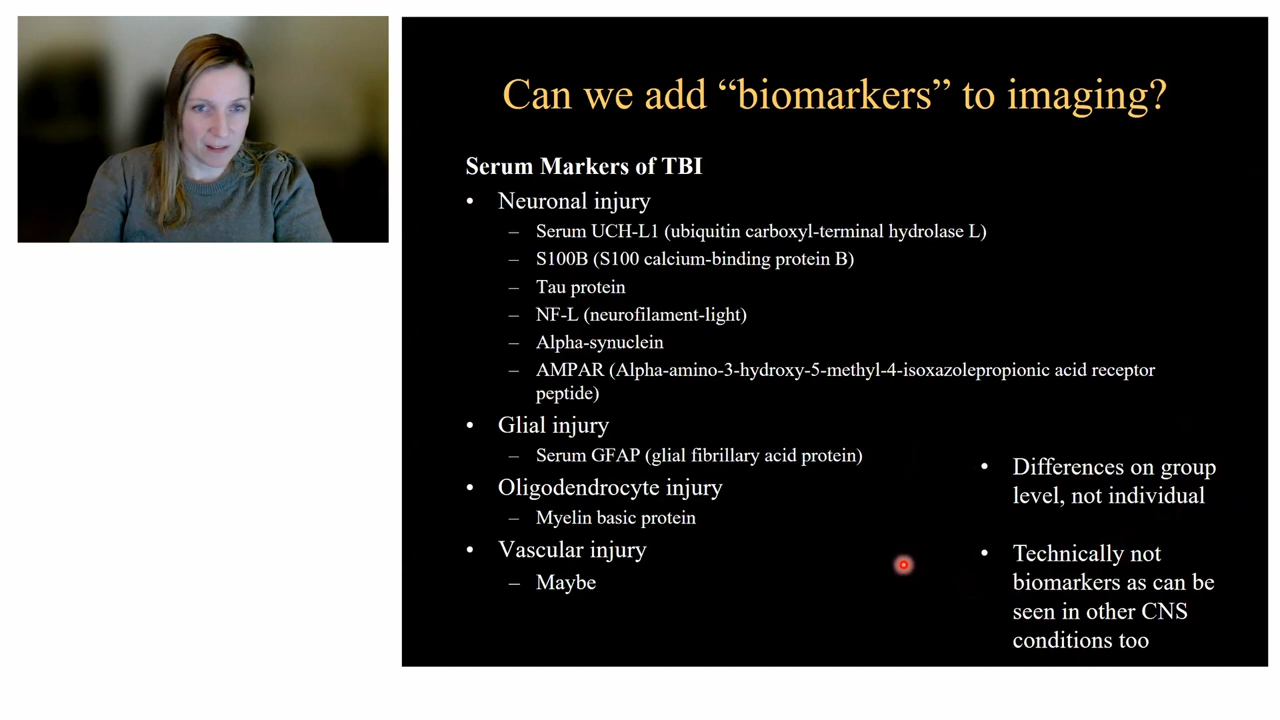 Can we add “biomarkers” to imaging?
Serum Markers of TBI
• Neuronal injury
– Serum UCH-L1 (ubiquitin carboxyl-terminal hydrolase L)
– S100B (S100 calcium-binding protein B)
– Tau protein
– NF-L (neurofilament-light)
– Alpha-synuclein
– AMPAR (Alpha-amino-3-hydroxy-5-methyl-4-isoxazolepropionic acid receptor
peptide)
• Glial injury
– Serum GFAP (glial fibrillary acid protein)
• Oligodendrocyte injury
– Myelin basic protein
• Vascular injury
– Maybe
• Differences on group
level, not individual
• Technically not
biomarkers as can be
seen in other CNS
conditions too